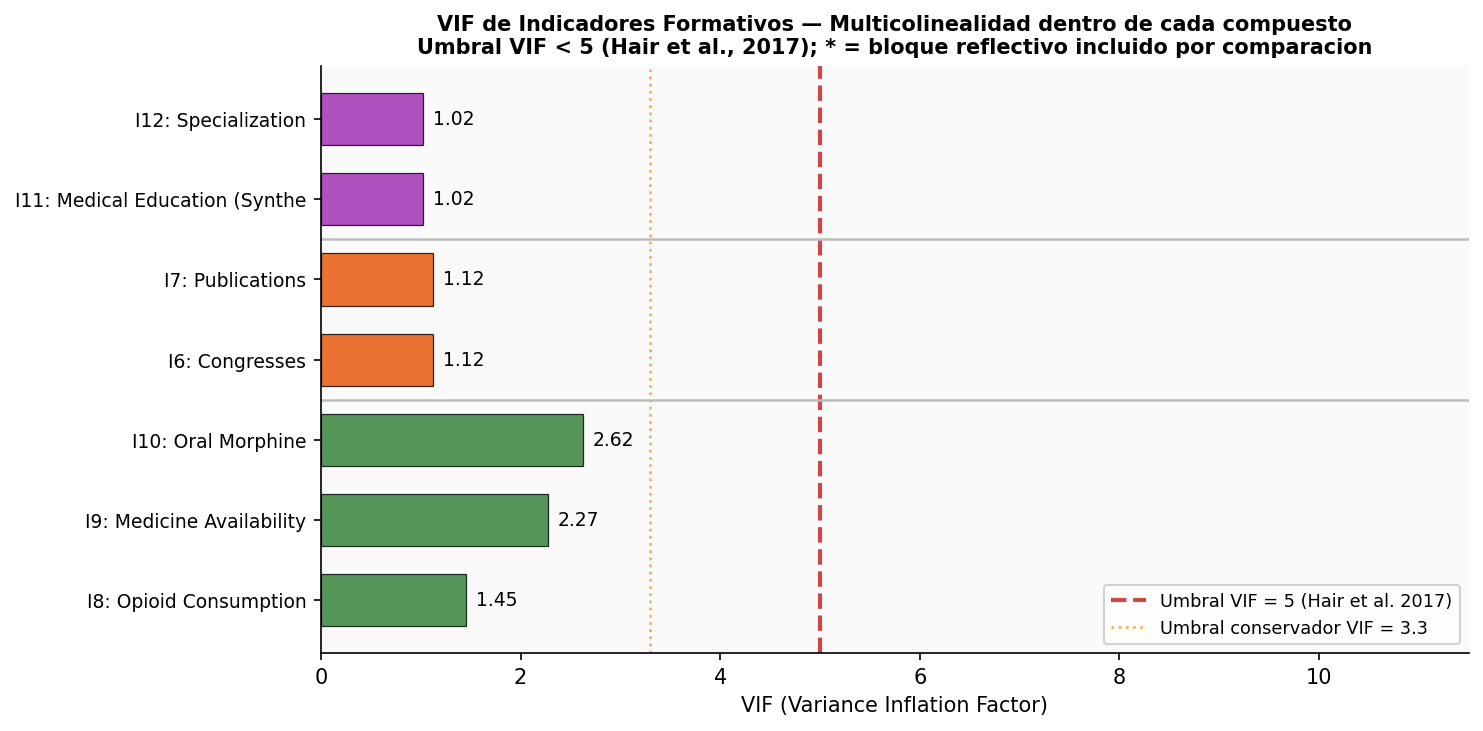 VIF de Indicadores Formativos — Multicolinealidad dentro de cada compuesto
Umbral VIF < 5 (Hair et al., 2017); * = bloque reflectivo incluido por comparacion
I12: Specialization
1.02
I11: Medical Education (Synthe
1.02
I7: Publications
1.12
I6: Congresses
1.12
I10: Oral Morphine
2.62
I9: Medicine Availability
2.27
I8: Opioid Consumption
1.45
Umbral VIF = 5 (Hair et al. 2017)
Umbral conservador VIF = 3.3
0 2 4 6 8 10
VIF (Variance Inflation Factor)